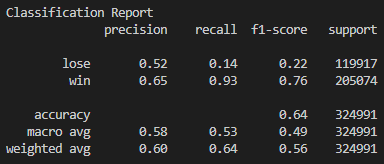 Classification Report
precision recall f1-score support
lose 0.52 0.14 0.22 119917
win 0.65 0.93 0.76 205074
accuracy 0.64 324991
macro avg 0.58 0.53 0.49 324991
weighted avg 0.60 0.64 0.56 324991